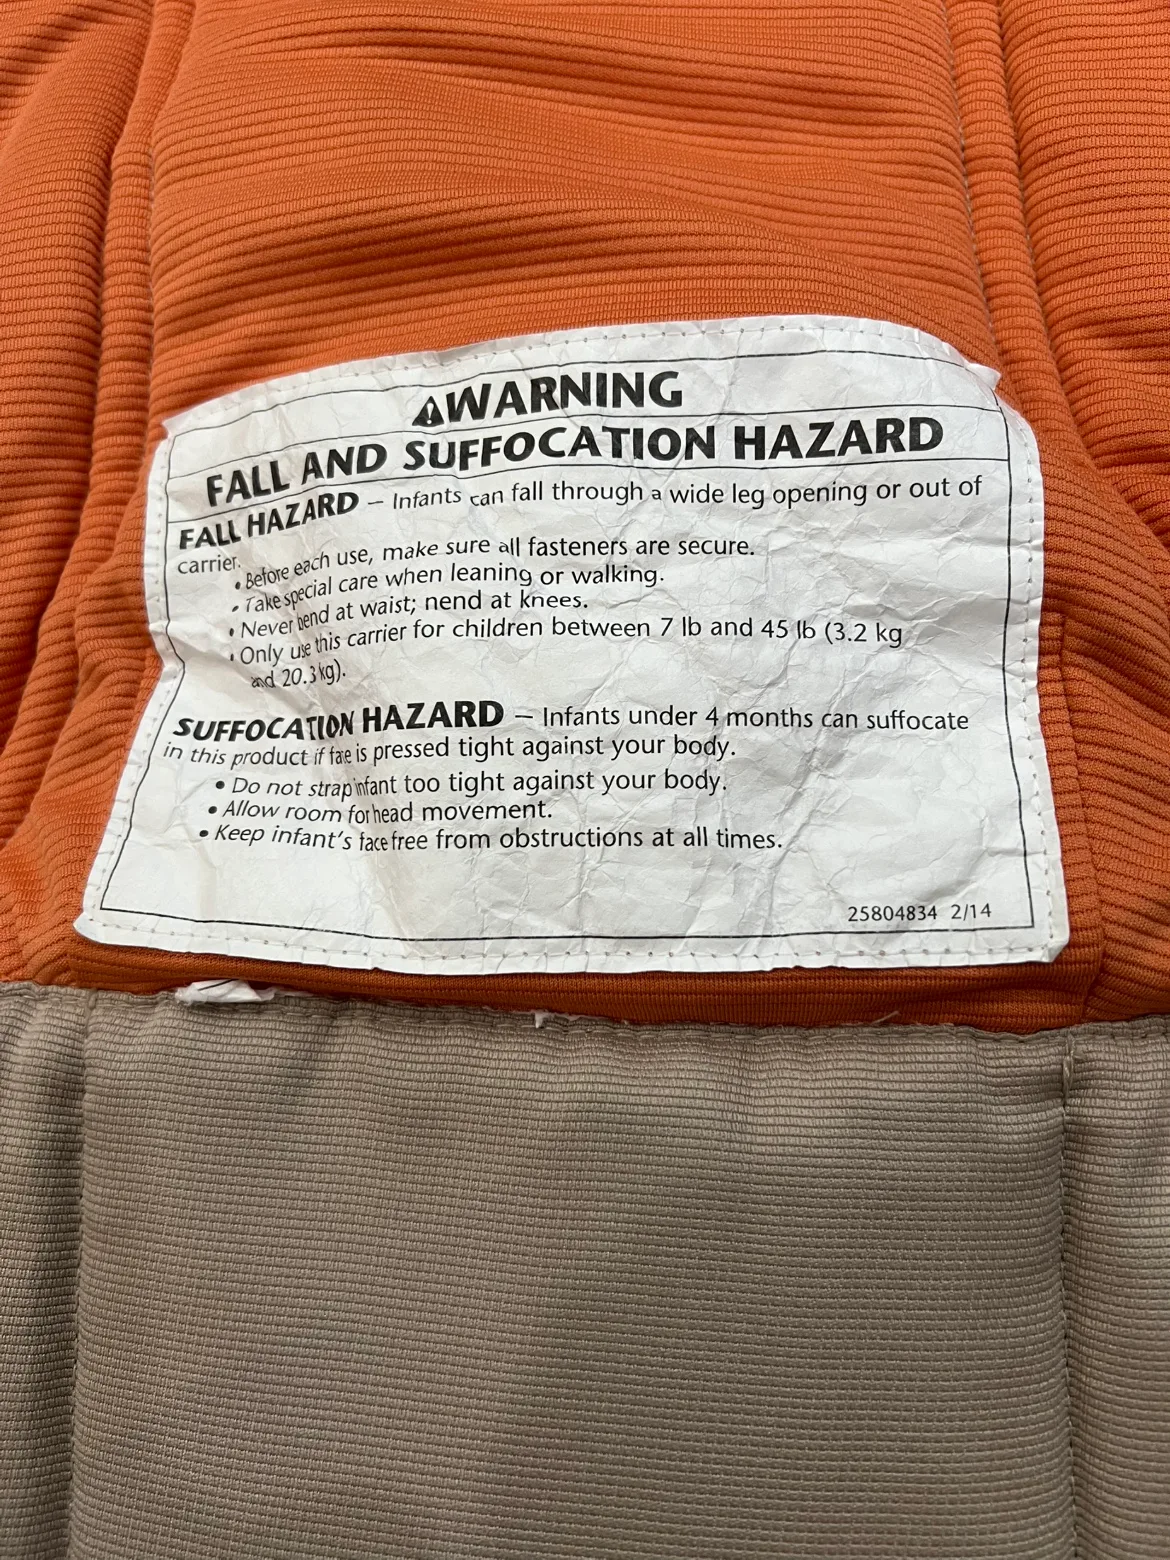 ⚠WARNING
FALL AND SUFFOCATION HAZARD
FALL HAZARD – Infants can fall through a wide leg opening or out of
carrier.
• Before each use, make sure all fasteners are secure.
• Take special care when leaning or walking.
• Never bend at waist; nend at knees.
• Only use this carrier for children between 7 lb and 45 lb (3.2 kg
and 20.3 kg).
SUFFOCATION HAZARD – Infants under 4 months can suffocate
in this product if face is pressed tight against your body.
• Do not strap infant too tight against your body.
• Allow room for head movement.
• Keep infant's face free from obstructions at all times.
25804834 2/14